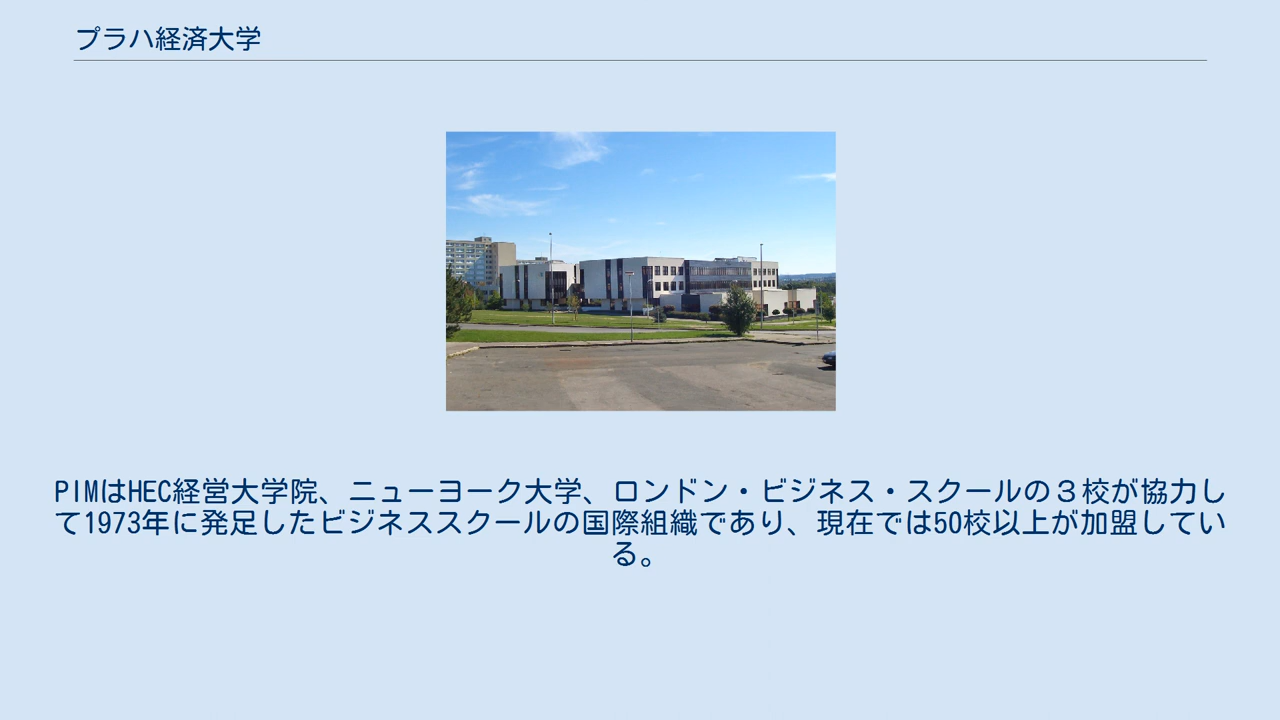 プラハ経済大学
PIMはHEC経営大学院、ニューヨーク大学、ロンドン・ビジネス・スクールの３校が協力し
て1973年に発足したビジネススクールの国際組織であり、現在では50校以上が加盟してい
る。